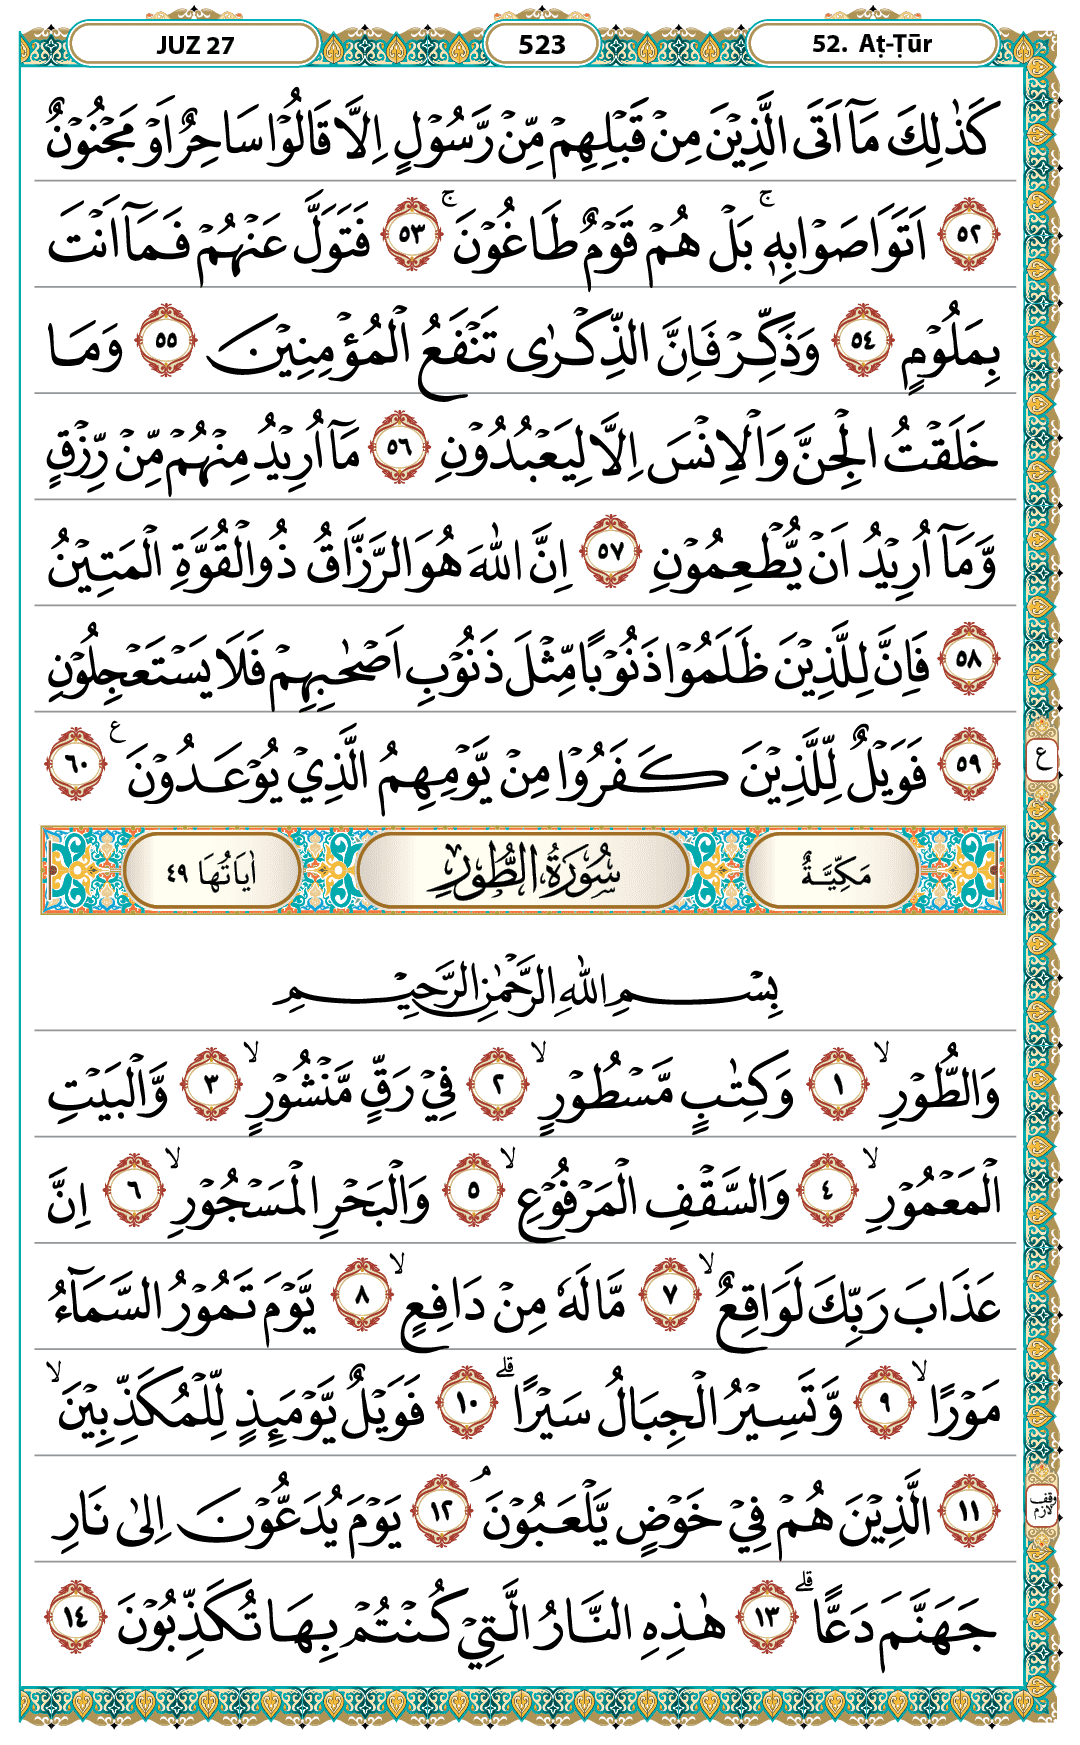 JUZ 27
523
52. Aṭ-Ṭūr
كَذٰلِكَ مَآ اَتَى الَّذِيْنَ مِنْ قَبْلِهِمْ مِّنْ رَّسُوْلٍ اِلَّا قَالُوْا سَاحِرٌ اَوْ مَجْنُوْنٌ
٥٢ اَتَوَاصَوْا بِهٖ ۚ بَلْ هُمْ قَوْمٌ طَاغُوْنَ ۚ ٥٣ فَتَوَلَّ عَنْهُمْ فَمَآ اَنْتَ
بِمَلُوْمٍ ٥٤ وَذَكِّرْ فَاِنَّ الذِّكْرٰى تَنْفَعُ الْمُؤْمِنِيْنَ ٥٥ وَمَا
خَلَقْتُ الْجِنَّ وَالْاِنْسَ اِلَّا لِيَعْبُدُوْنِ ٥٦ مَآ اُرِيْدُ مِنْهُمْ مِّنْ رِّزْقٍ
وَّمَآ اُرِيْدُ اَنْ يُّطْعِمُوْنِ ٥٧ اِنَّ اللّٰهَ هُوَ الرَّزَّاقُ ذُو الْقُوَّةِ الْمَتِيْنُ
٥٨ فَاِنَّ لِلَّذِيْنَ ظَلَمُوْا ذَنُوْبًا مِّثْلَ ذَنُوْبِ اَصْحٰبِهِمْ فَلَا يَسْتَعْجِلُوْنِ
٥٩ فَوَيْلٌ لِّلَّذِيْنَ كَفَرُوْا مِنْ يَّوْمِهِمُ الَّذِيْ يُوْعَدُوْنَ ع ٦٠
ع
مَكِّيَّةٌ
سُوْرَةُ الطُّوْرِ
اٰيَاتُهَا ٤٩
بِسْمِ اللّٰهِ الرَّحْمٰنِ الرَّحِيْمِ
وَالطُّوْرِ ۙ ١ وَكِتٰبٍ مَّسْطُوْرٍ ۙ ٢ فِيْ رَقٍّ مَّنْشُوْرٍ ۙ ٣ وَّالْبَيْتِ
الْمَعْمُوْرِ ۙ ٤ وَالسَّقْفِ الْمَرْفُوْعِ ۙ ٥ وَالْبَحْرِ الْمَسْجُوْرِ ۙ ٦ اِنَّ
عَذَابَ رَبِّكَ لَوَاقِعٌ ۙ ٧ مَّا لَهٗ مِنْ دَافِعٍ ۙ ٨ يَّوْمَ تَمُوْرُ السَّمَآءُ
مَوْرًا ۙ ٩ وَّتَسِيْرُ الْجِبَالُ سَيْرًا ۗ ١٠ فَوَيْلٌ يَّوْمَىِٕذٍ لِّلْمُكَذِّبِيْنَ ۙ
١١ الَّذِيْنَ هُمْ فِيْ خَوْضٍ يَّلْعَبُوْنَ ۘ ١٢ يَوْمَ يُدَعُّوْنَ اِلٰى نَارِ
وقف لازم
جَهَنَّمَ دَعًّا ۗ ١٣ هٰذِهِ النَّارُ الَّتِيْ كُنْتُمْ بِهَا تُكَذِّبُوْنَ ١٤